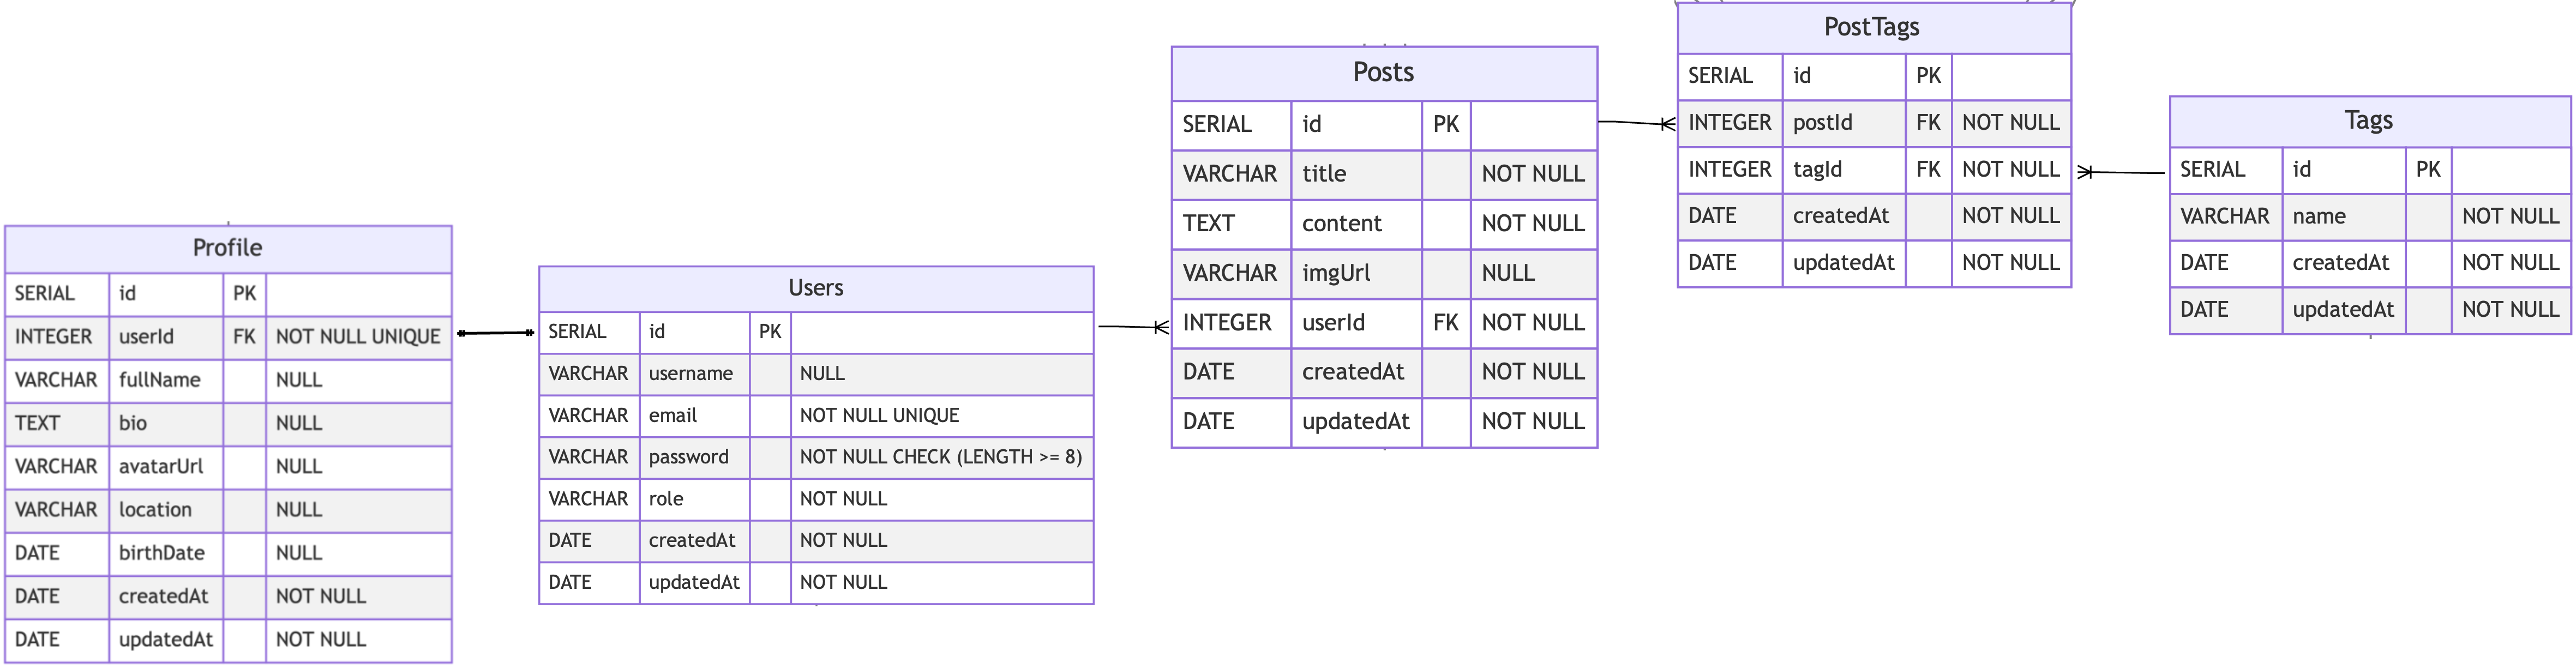 Profile
SERIAL id PK
INTEGER userId FK NOT NULL UNIQUE
VARCHAR fullName NULL
TEXT bio NULL
VARCHAR avatarUrl NULL
VARCHAR location NULL
DATE birthDate NULL
DATE createdAt NOT NULL
DATE updatedAt NOT NULL
Users
SERIAL id PK
VARCHAR username NULL
VARCHAR email NOT NULL UNIQUE
VARCHAR password NOT NULL CHECK (LENGTH >= 8)
VARCHAR role NOT NULL
DATE createdAt NOT NULL
DATE updatedAt NOT NULL
Posts
SERIAL id PK
VARCHAR title NOT NULL
TEXT content NOT NULL
VARCHAR imgUrl NULL
INTEGER userId FK NOT NULL
DATE createdAt NOT NULL
DATE updatedAt NOT NULL
PostTags
SERIAL id PK
INTEGER postId FK NOT NULL
INTEGER tagId FK NOT NULL
DATE createdAt NOT NULL
DATE updatedAt NOT NULL
Tags
SERIAL id PK
VARCHAR name NOT NULL
DATE createdAt NOT NULL
DATE updatedAt NOT NULL